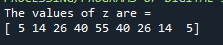 The values of z are =
[ 5 14 26 40 55 40 26 14  5]